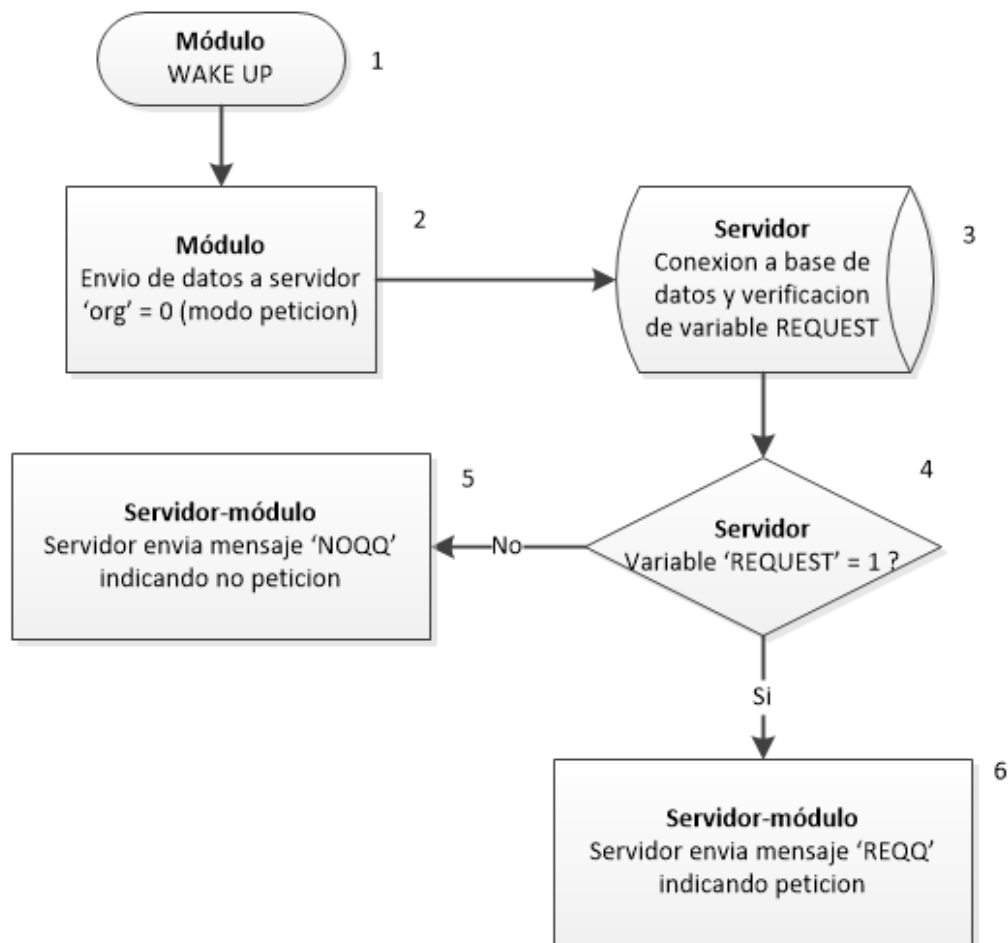 Módulo
WAKE UP
1
Módulo
Envio de datos a servidor
‘org’ = 0 (modo peticion)
2
Servidor
Conexion a base de
datos y verificacion
de variable REQUEST
3
Servidor
Variable ‘REQUEST’ = 1 ?
4
No
Servidor-módulo
Servidor envia mensaje ‘NOQQ’
indicando no peticion
5
Si
Servidor-módulo
Servidor envia mensaje ‘REQQ’
indicando peticion
6